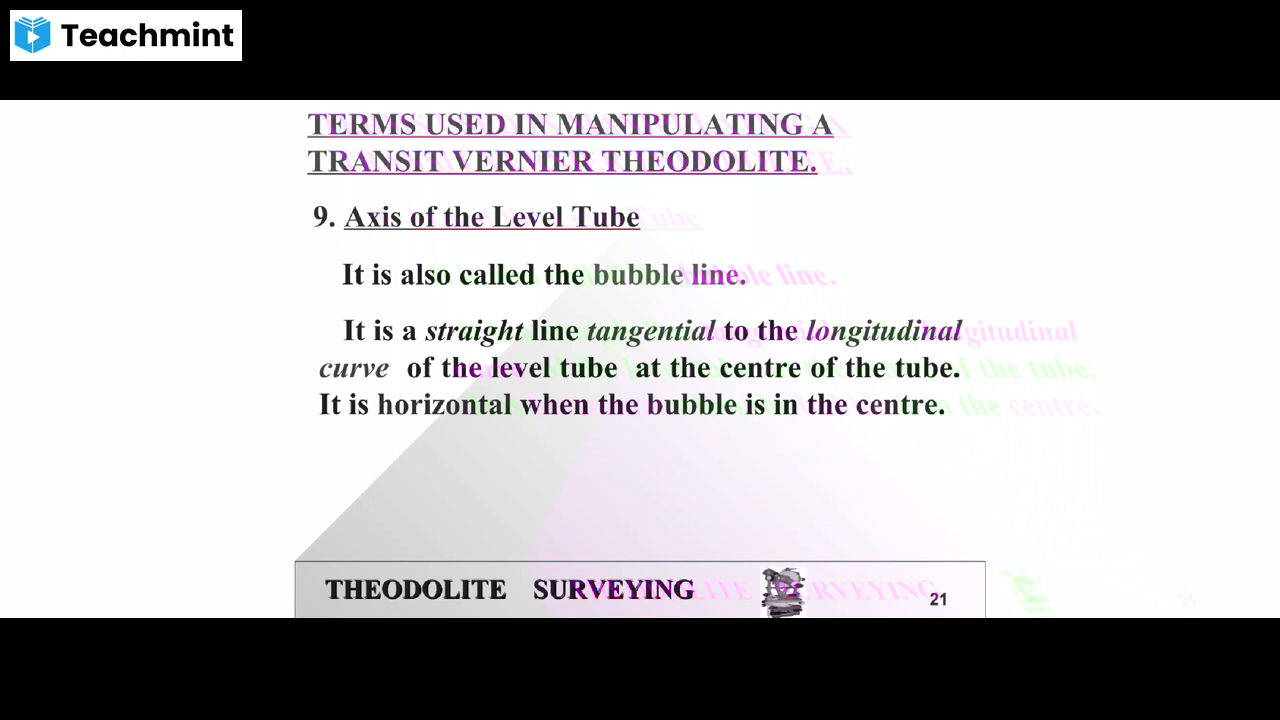 Teachmint
TERMS USED IN MANIPULATING A
TRANSIT VERNIER THEODOLITE.
9. Axis of the Level Tube
It is also called the bubble line.
It is a straight line tangential to the longitudinal
curve of the level tube at the centre of the tube.
It is horizontal when the bubble is in the centre.
THEODOLITE SURVEYING
21